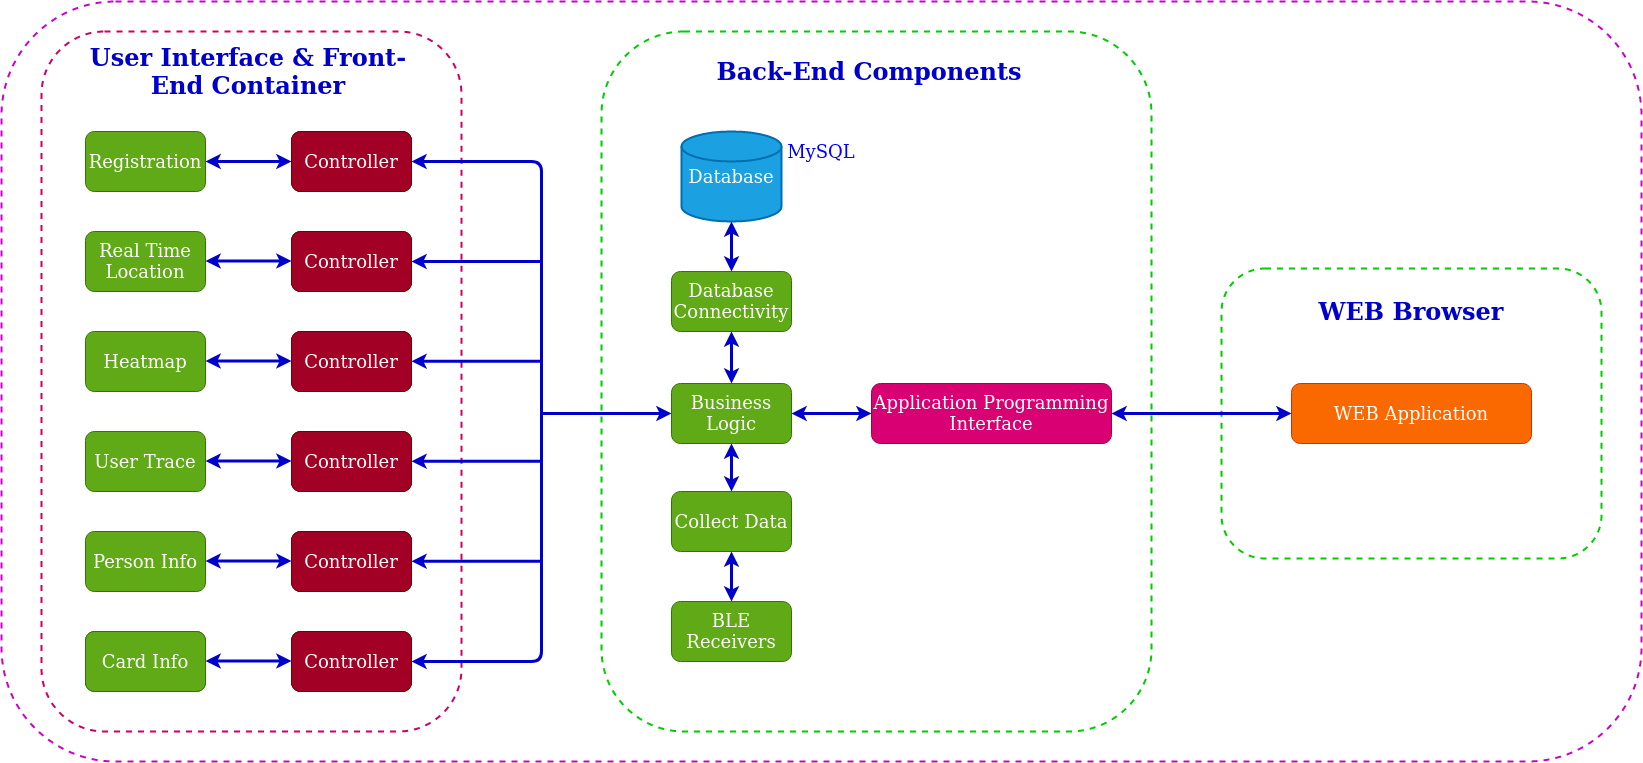 User Interface & Front-
End Container
Registration
Controller
Real Time
Location
Controller
Heatmap
Controller
User Trace
Controller
Person Info
Controller
Card Info
Controller
Back-End Components
MySQL
Database
Database
Connectivity
Business
Logic
Application Programming
Interface
Collect Data
BLE
Receivers
WEB Browser
WEB Application